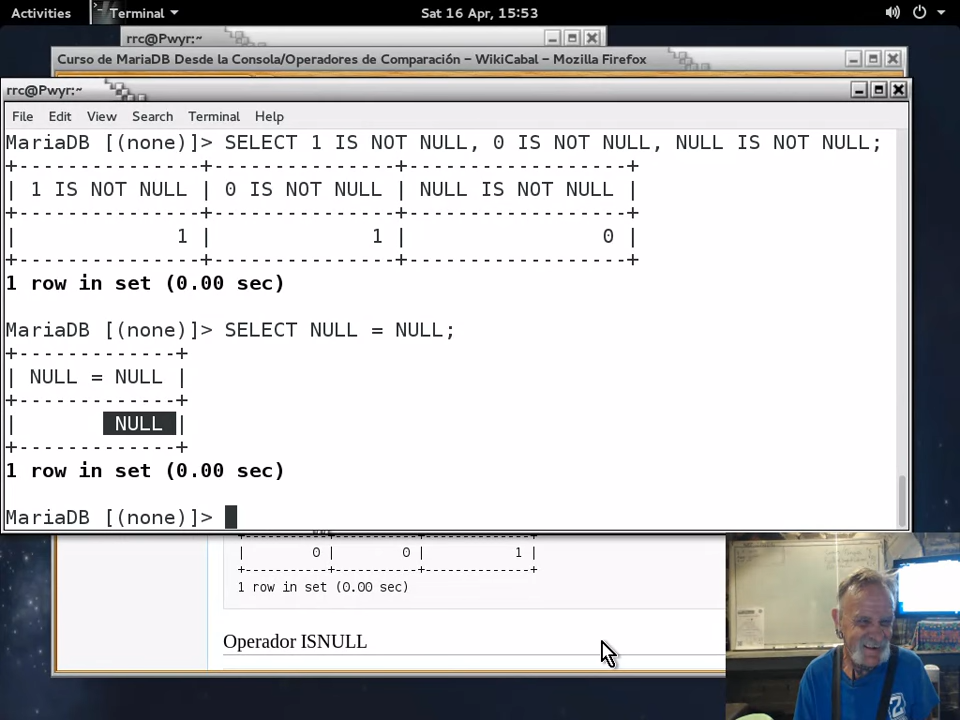 Activities Terminal Sat 16 Apr, 15:53
rrc@Pwyr:~
Curso de MariaDB Desde la Consola/Operadores de Comparación – WikiCabal – Mozilla Firefox
rrc@Pwyr:~
File Edit View Search Terminal Help
MariaDB [(none)]> SELECT 1 IS NOT NULL, 0 IS NOT NULL, NULL IS NOT NULL;
+---------------+---------------+------------------+
| 1 IS NOT NULL | 0 IS NOT NULL | NULL IS NOT NULL |
+---------------+---------------+------------------+
|             1 |             1 |                0 |
+---------------+---------------+------------------+
1 row in set (0.00 sec)
MariaDB [(none)]> SELECT NULL = NULL;
+-------------+
| NULL = NULL |
+-------------+
|        NULL |
+-------------+
1 row in set (0.00 sec)
MariaDB [(none)]>
+-----------+-----------+--------------+
|         0 |         0 |            1 |
+-----------+-----------+--------------+
1 row in set (0.00 sec)
Operador ISNULL